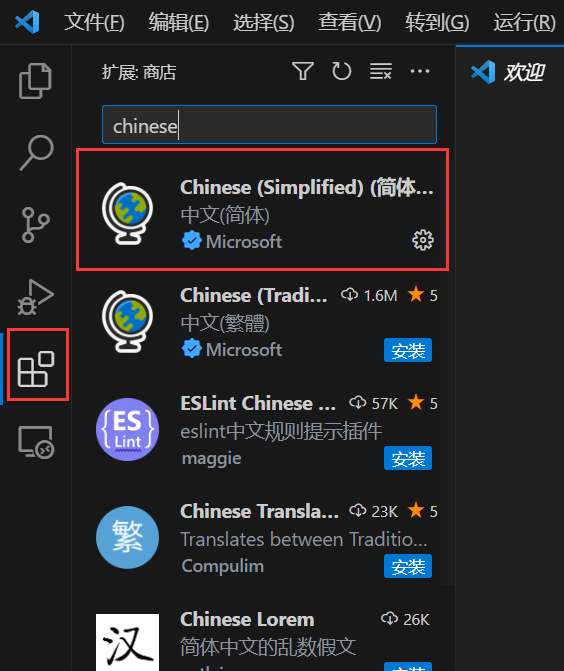 文件(F) 编辑(E) 选择(S) 查看(V) 转到(G) 运行(R)
扩展: 商店
欢迎
chinese
Chinese (Simplified) (简体...
中文(简体)
Microsoft
Chinese (Tradi... 1.6M 5
中文(繁體)
Microsoft 安装
{ES}
Lint
ESLint Chinese ... 57K 5
eslint中文规则提示插件
maggie 安装
繁
Chinese Transla... 23K 5
Translates between Traditio...
Compulim 安装
汉
Chinese Lorem 26K
简体中文的乱数假文